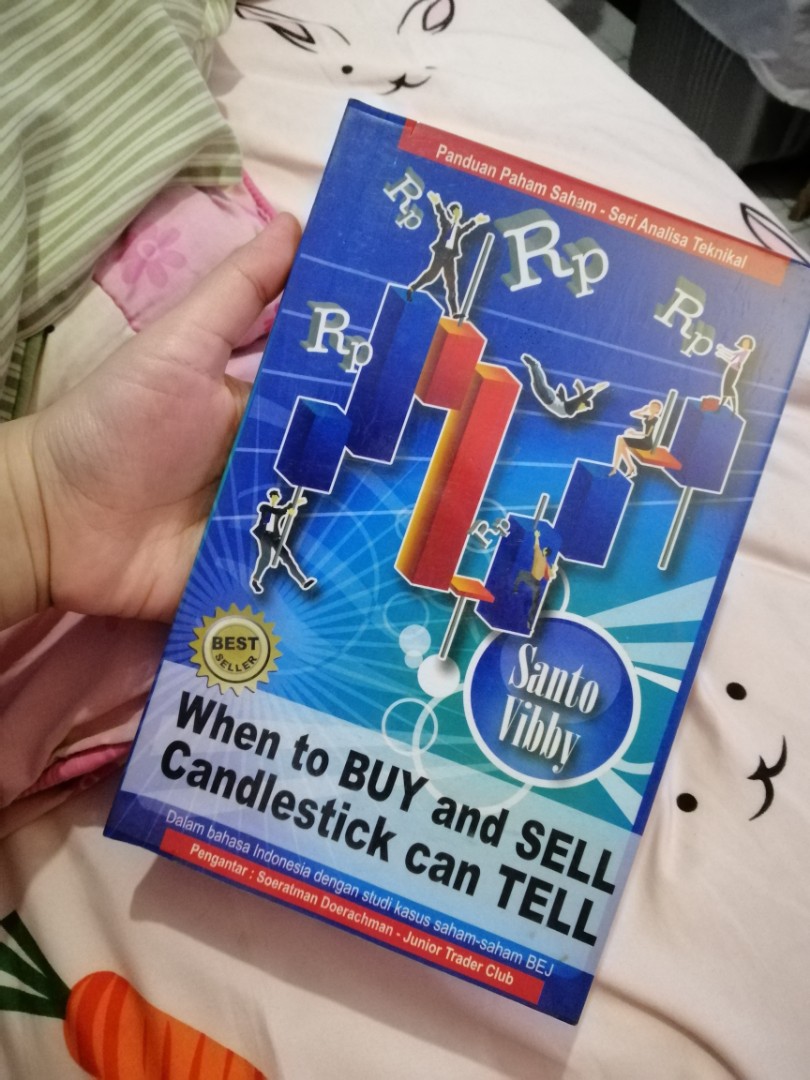 Panduan Paham Saham - Seri Analisa Teknikal
Rp
Rp
Rp
Rp
Rp
BEST
SELLER
Santo
Vibby
When to BUY and SELL
Candlestick can TELL
Dalam bahasa Indonesia dengan studi kasus saham-saham BEJ
Pengantar : Soeratman Doerachman - Junior Trader Club